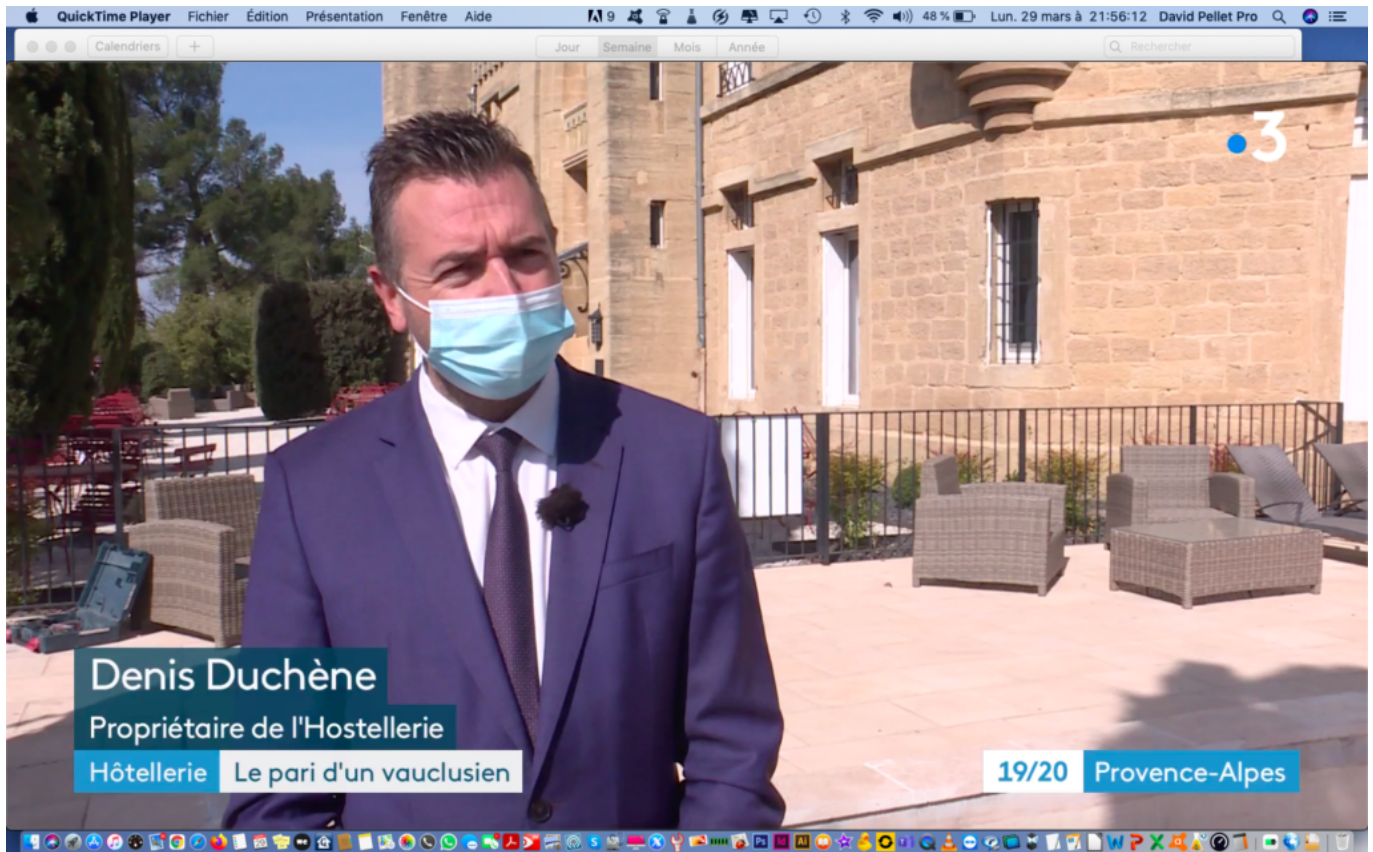 QuickTime Player Fichier Édition Présentation Fenêtre Aide 9 48 % Lun. 29 mars à 21:56:12 David Pellet Pro
Calendriers + Jour Semaine Mois Année Rechercher
3
Denis Duchène
Propriétaire de l'Hostellerie
Hôtellerie Le pari d'un vauclusien
19/20 Provence-Alpes